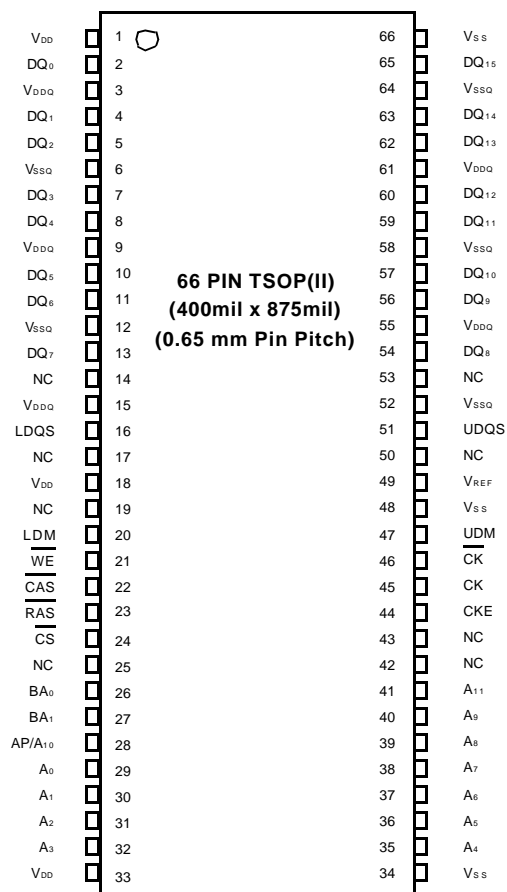 VDD 1 66 VSS
DQ0 2 65 DQ15
VDDQ 3 64 VSSQ
DQ1 4 63 DQ14
DQ2 5 62 DQ13
VSSQ 6 61 VDDQ
DQ3 7 60 DQ12
DQ4 8 59 DQ11
VDDQ 9 58 VSSQ
DQ5 10 57 DQ10
66 PIN TSOP(II)
DQ6 11 56 DQ9
(400mil x 875mil)
VSSQ 12 55 VDDQ
(0.65 mm Pin Pitch)
DQ7 13 54 DQ8
NC 14 53 NC
VDDQ 15 52 VSSQ
LDQS 16 51 UDQS
NC 17 50 NC
VDD 18 49 VREF
NC 19 48 VSS
LDM 20 47 UDM
WE 21 46 CK
CAS 22 45 CK
RAS 23 44 CKE
CS 24 43 NC
NC 25 42 NC
BA0 26 41 A11
BA1 27 40 A9
AP/A10 28 39 A8
A0 29 38 A7
A1 30 37 A6
A2 31 36 A5
A3 32 35 A4
VDD 33 34 VSS